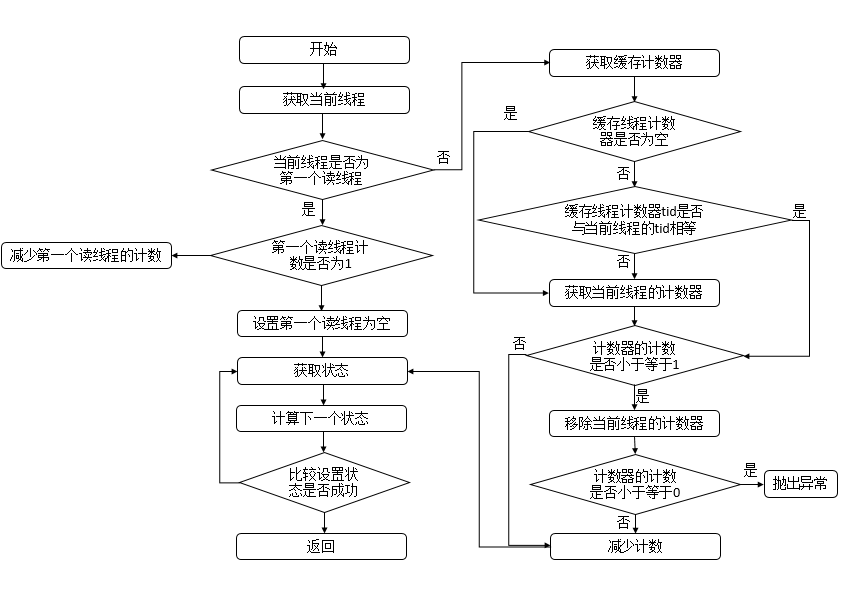 开始
获取当前线程
当前线程是否为
第一个读线程
否
是
第一个读线程计
数是否为1
减少第一个读线程的计数
设置第一个读线程为空
获取状态
计算下一个状态
比较设置状
态是否成功
返回
获取缓存计数器
是
缓存线程计数
器是否为空
否
缓存线程计数器tid是否
与当前线程的tid相等
是
否
获取当前线程的计数器
否
计数器的计数
是否小于等于1
是
移除当前线程的计数器
计数器的计数
是否小于等于0
是
抛出异常
否
减少计数